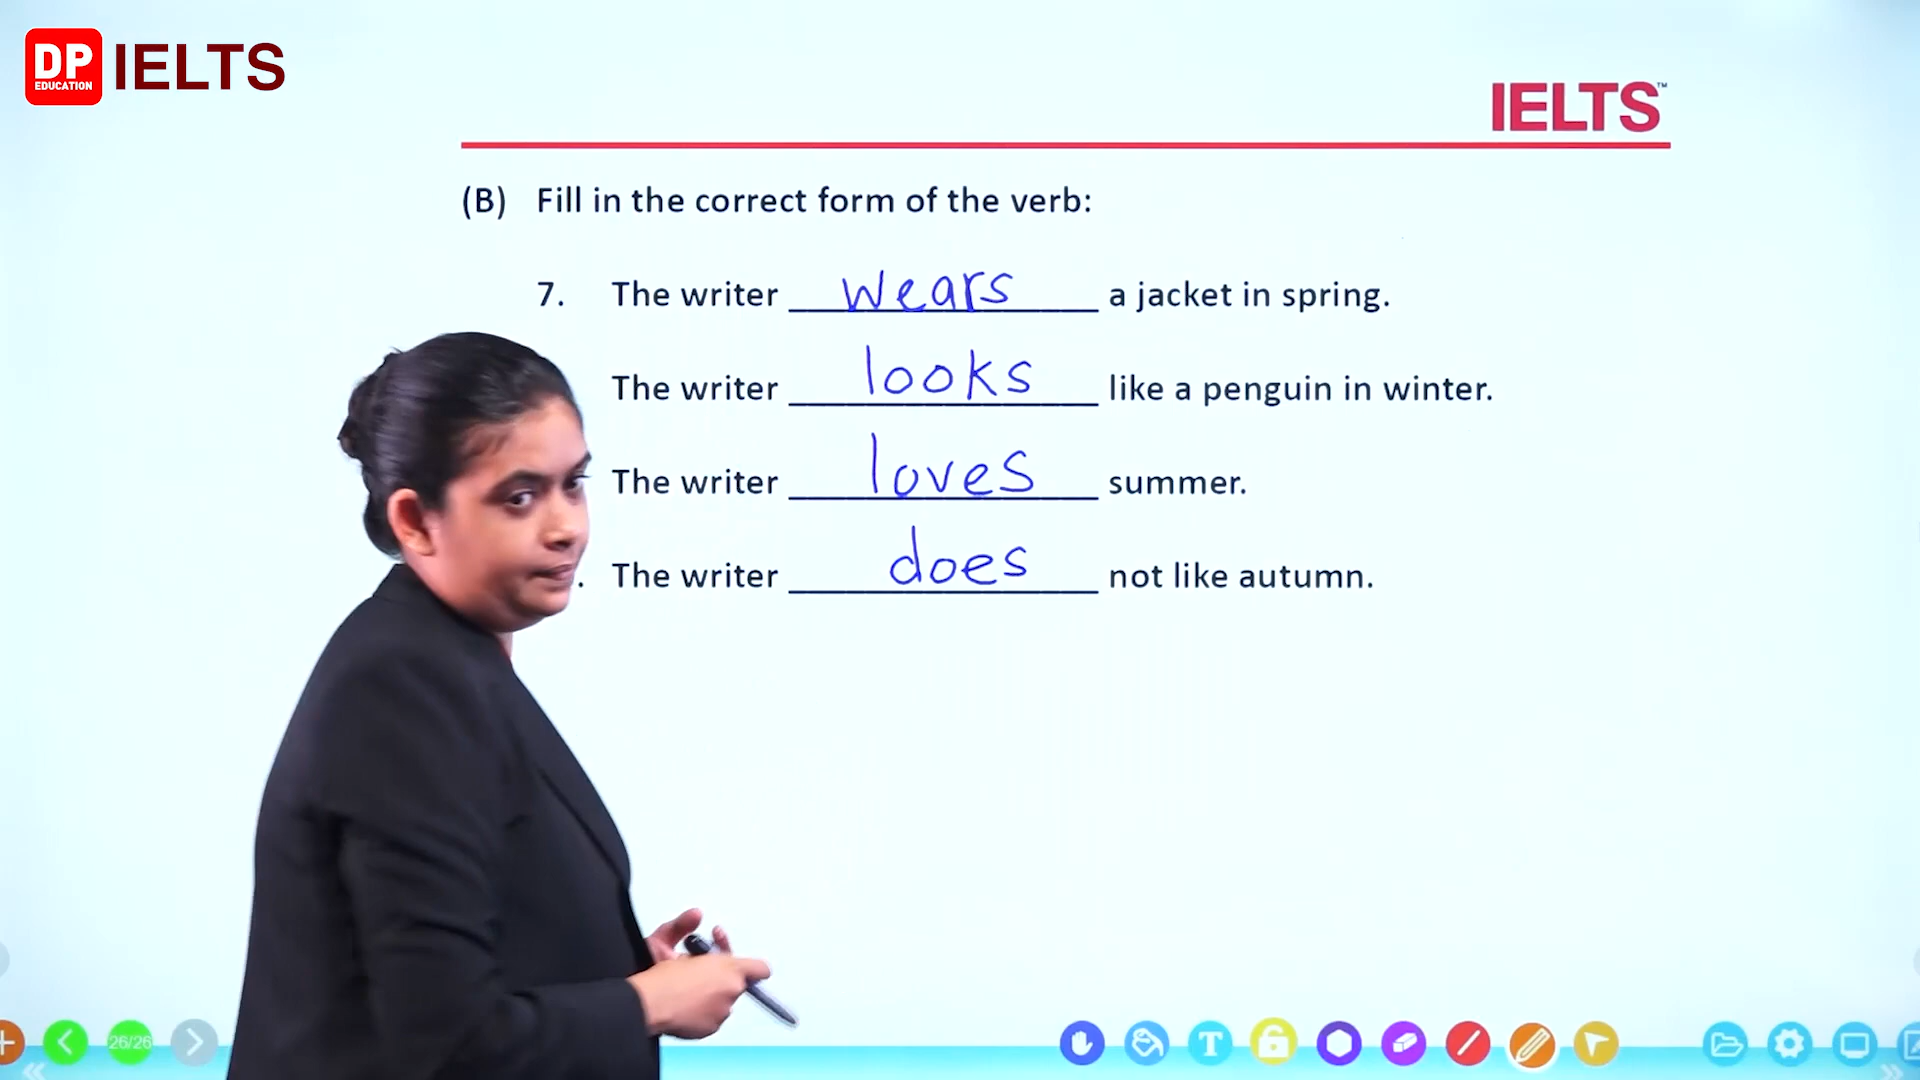 DP IELTS
EDUCATION
IELTS™
(B) Fill in the correct form of the verb:
7. The writer wears a jacket in spring.
The writer looks like a penguin in winter.
The writer loves summer.
. The writer does not like autumn.
26/26
T